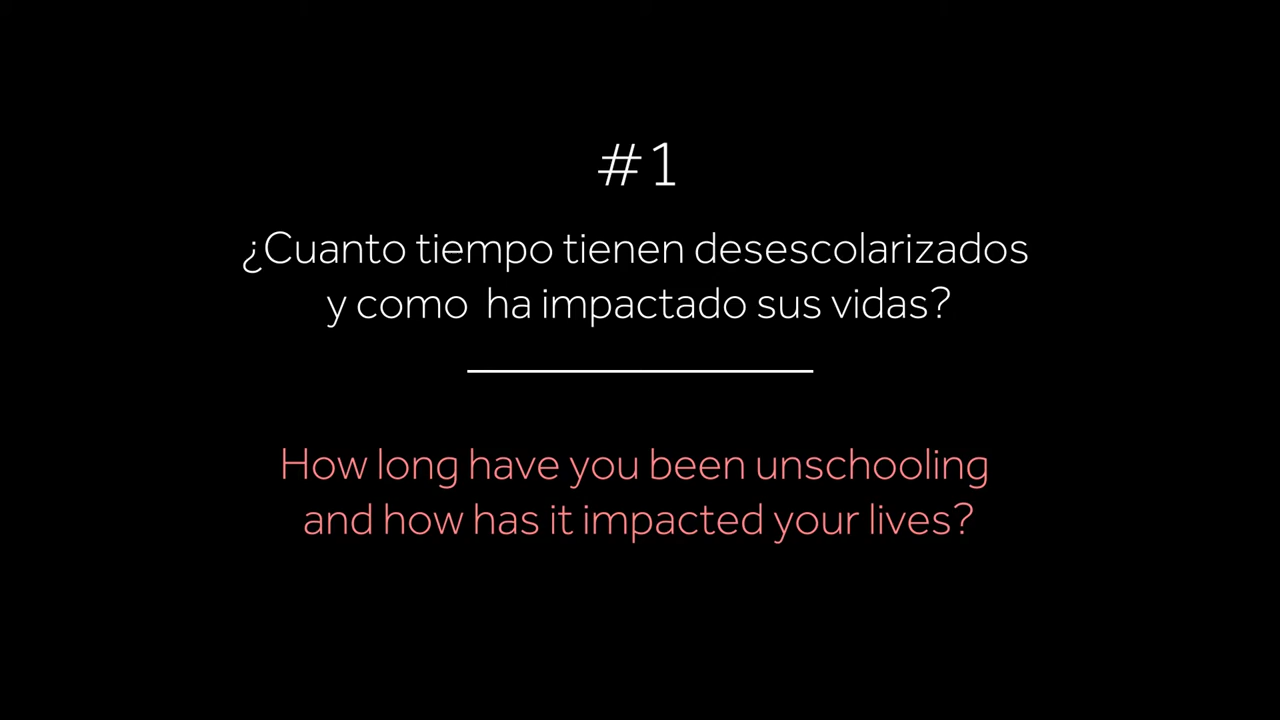 #1
¿Cuanto tiempo tienen desescolarizados
y como  ha impactado sus vidas?
How long have you been unschooling
and how has it impacted your lives?